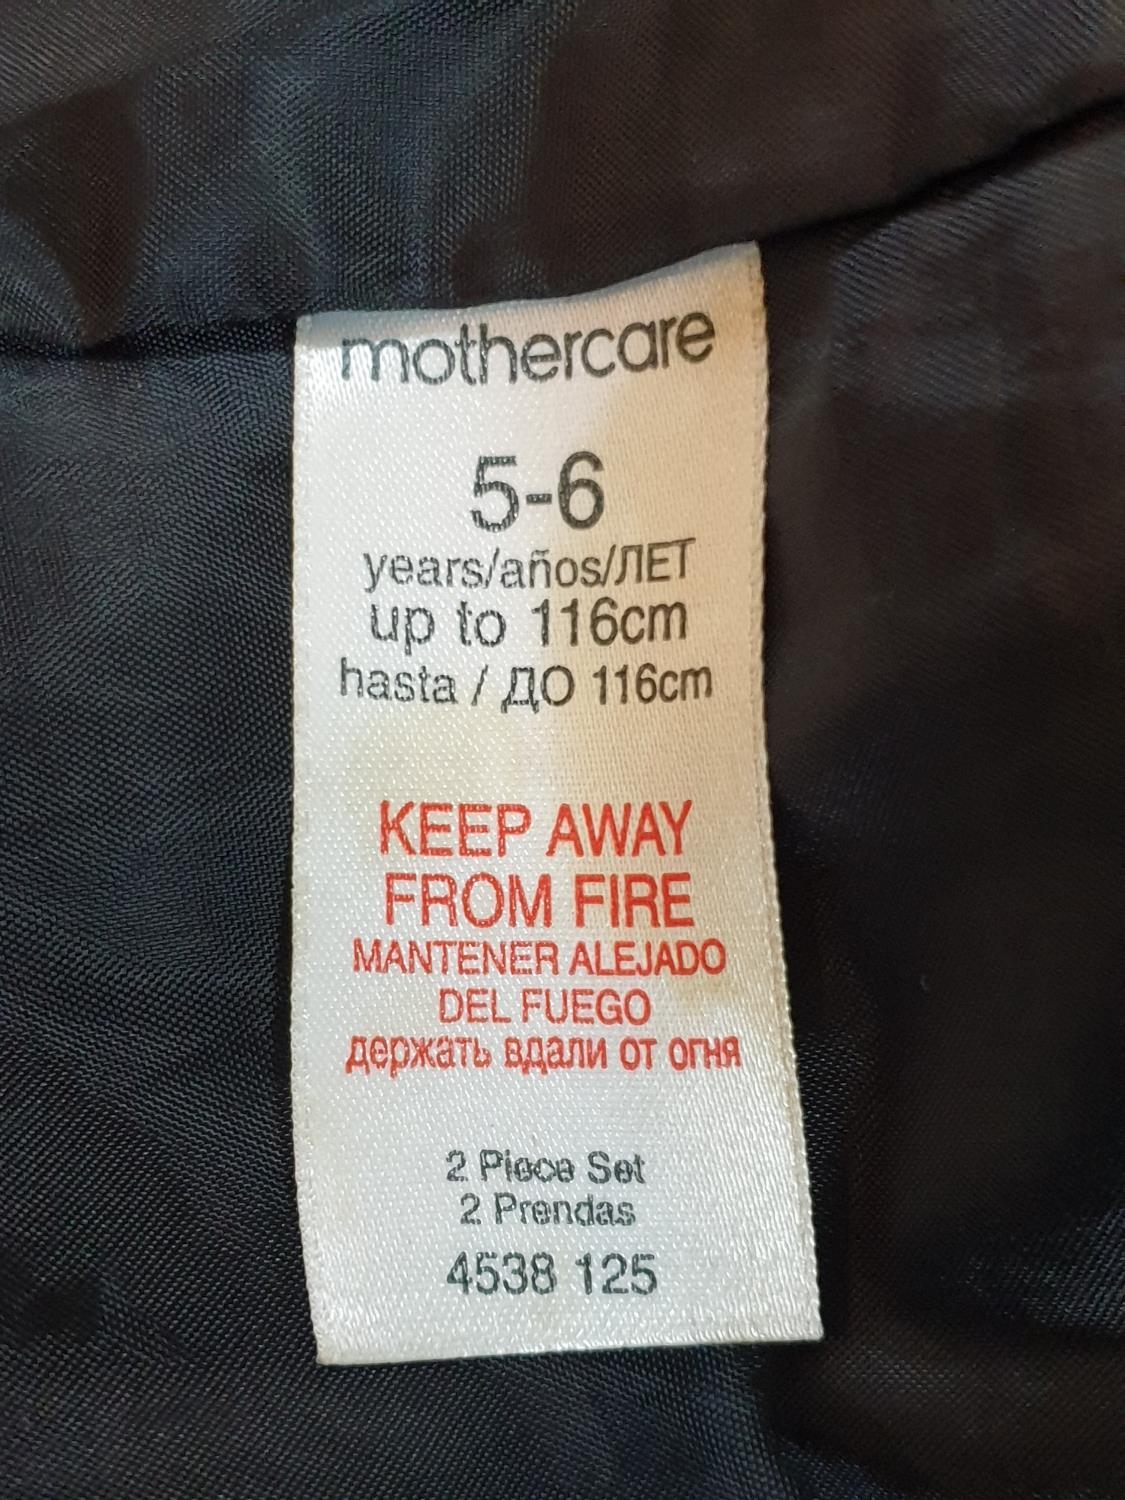 mothercare
5-6
years/años/ЛЕТ
up to 116cm
hasta / ДО 116cm
KEEP AWAY
FROM FIRE
MANTENER ALEJADO
DEL FUEGO
держать вдали от огня
2 Piece Set
2 Prendas
4538 125